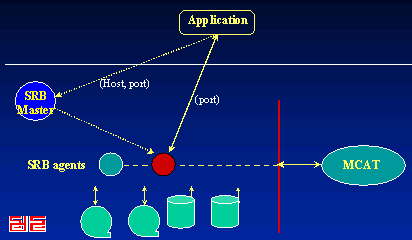 Application
(Host, port)
SRB
Master
(port)
SRB agents
MCAT